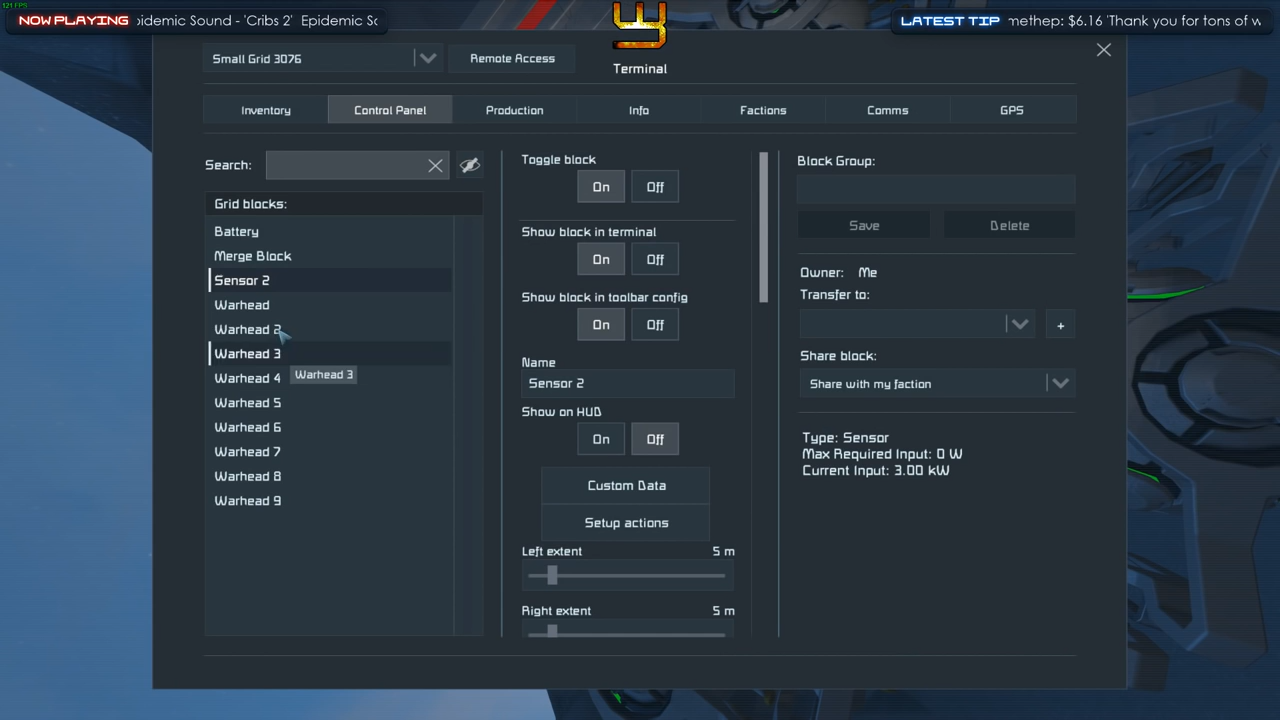 121 FPS
NOW PLAYING pidemic Sound - 'Cribs 2' Epidemic Sc
LATEST TIP methep: $6.16 'Thank you for tons of w
Small Grid 3076
Remote Access
Terminal
Inventory
Control Panel
Production
Info
Factions
Comms
GPS
Search:
Grid blocks:
Battery
Merge Block
Sensor 2
Warhead
Warhead 2
Warhead 3
Warhead 4
Warhead 3
Warhead 5
Warhead 6
Warhead 7
Warhead 8
Warhead 9
Toggle block
On Off
Show block in terminal
On Off
Show block in toolbar config
On Off
Name
Sensor 2
Show on HUD
On Off
Custom Data
Setup actions
Left extent 5 m
Right extent 5 m
Block Group:
Save Delete
Owner: Me
Transfer to:
+
Share block:
Share with my faction
Type: Sensor
Max Required Input: 0 W
Current Input: 3.00 kW